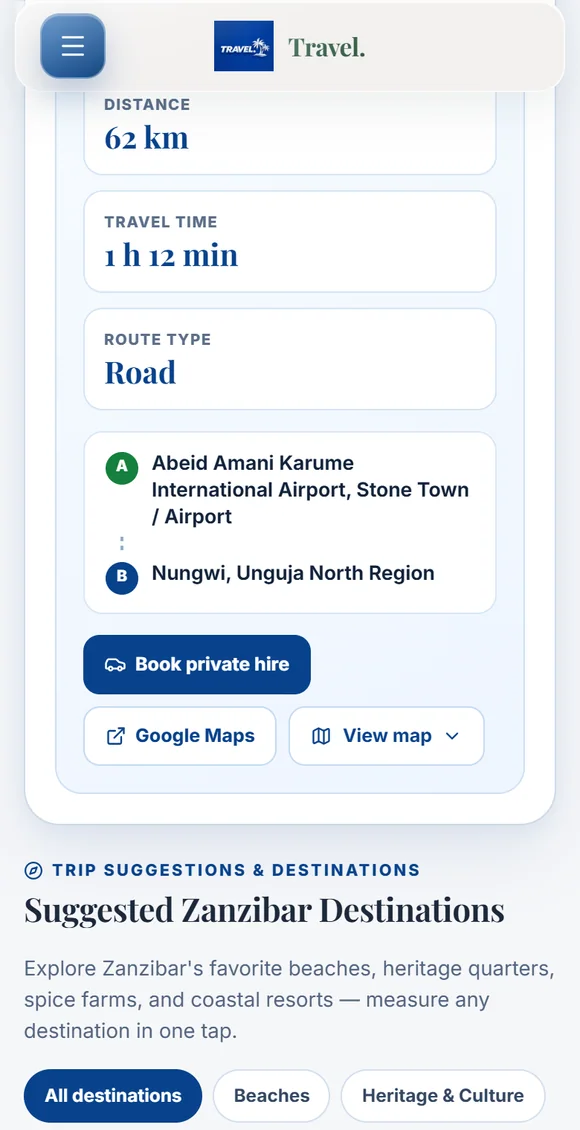 TRAVEL.
Travel.
DISTANCE
62 km
TRAVEL TIME
1 h 12 min
ROUTE TYPE
Road
A
Abeid Amani Karume
International Airport, Stone Town
/ Airport
B
Nungwi, Unguja North Region
Book private hire
Google Maps
View map
TRIP SUGGESTIONS & DESTINATIONS
Suggested Zanzibar Destinations
Explore Zanzibar's favorite beaches, heritage quarters,
spice farms, and coastal resorts — measure any
destination in one tap.
All destinations
Beaches
Heritage & Culture